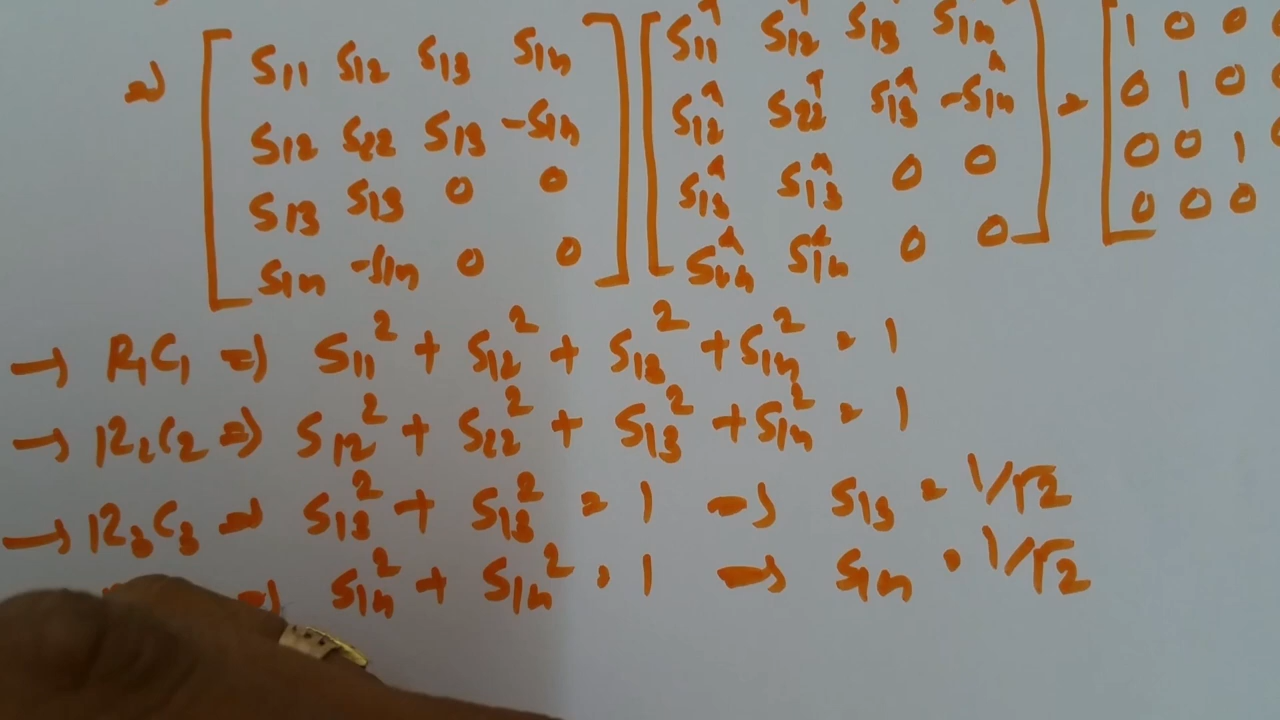 ⇒ [ S11 S12 S13 S14 ] [ S11* S12* S13* S14* ] = [ 1 0 0 0
S12 S22 S13 -S14 S12* S22* S13* -S14* 0 1 0 0
S13 S13 0 0 S13* S13* 0 0 0 0 1 0
S14 -S14 0 0 S14* S14* 0 0 0 0 0
→ R1C1 ⇒ S11² + S12² + S13² + S14² = 1
→ R2C2 ⇒ S12² + S22² + S13² + S14² = 1
→ R3C3 ⇒ S13² + S13² = 1 ⇒ S13 = 1/√2
⇒ S14² + S14² = 1 ⇒ S14 = 1/√2